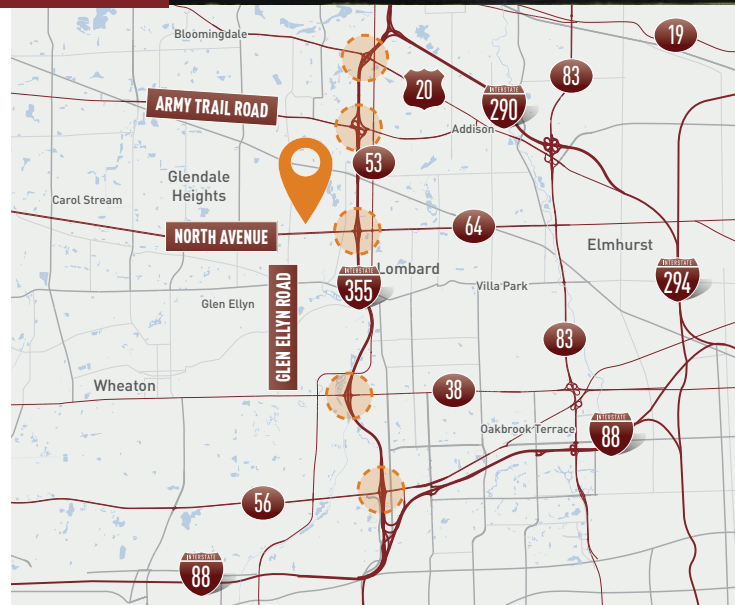 19
Bloomingdale
83
20
INTERSTATE
290
ARMY TRAIL ROAD
Addison
53
Glendale
Heights
Carol Stream
64
NORTH AVENUE
Elmhurst
Lombard
INTERSTATE
294
INTERSTATE
355
Villa Park
Glen Ellyn
GLEN ELLYN ROAD
83
Wheaton
38
Oakbrook Terrace
INTERSTATE
88
56
INTERSTATE
88